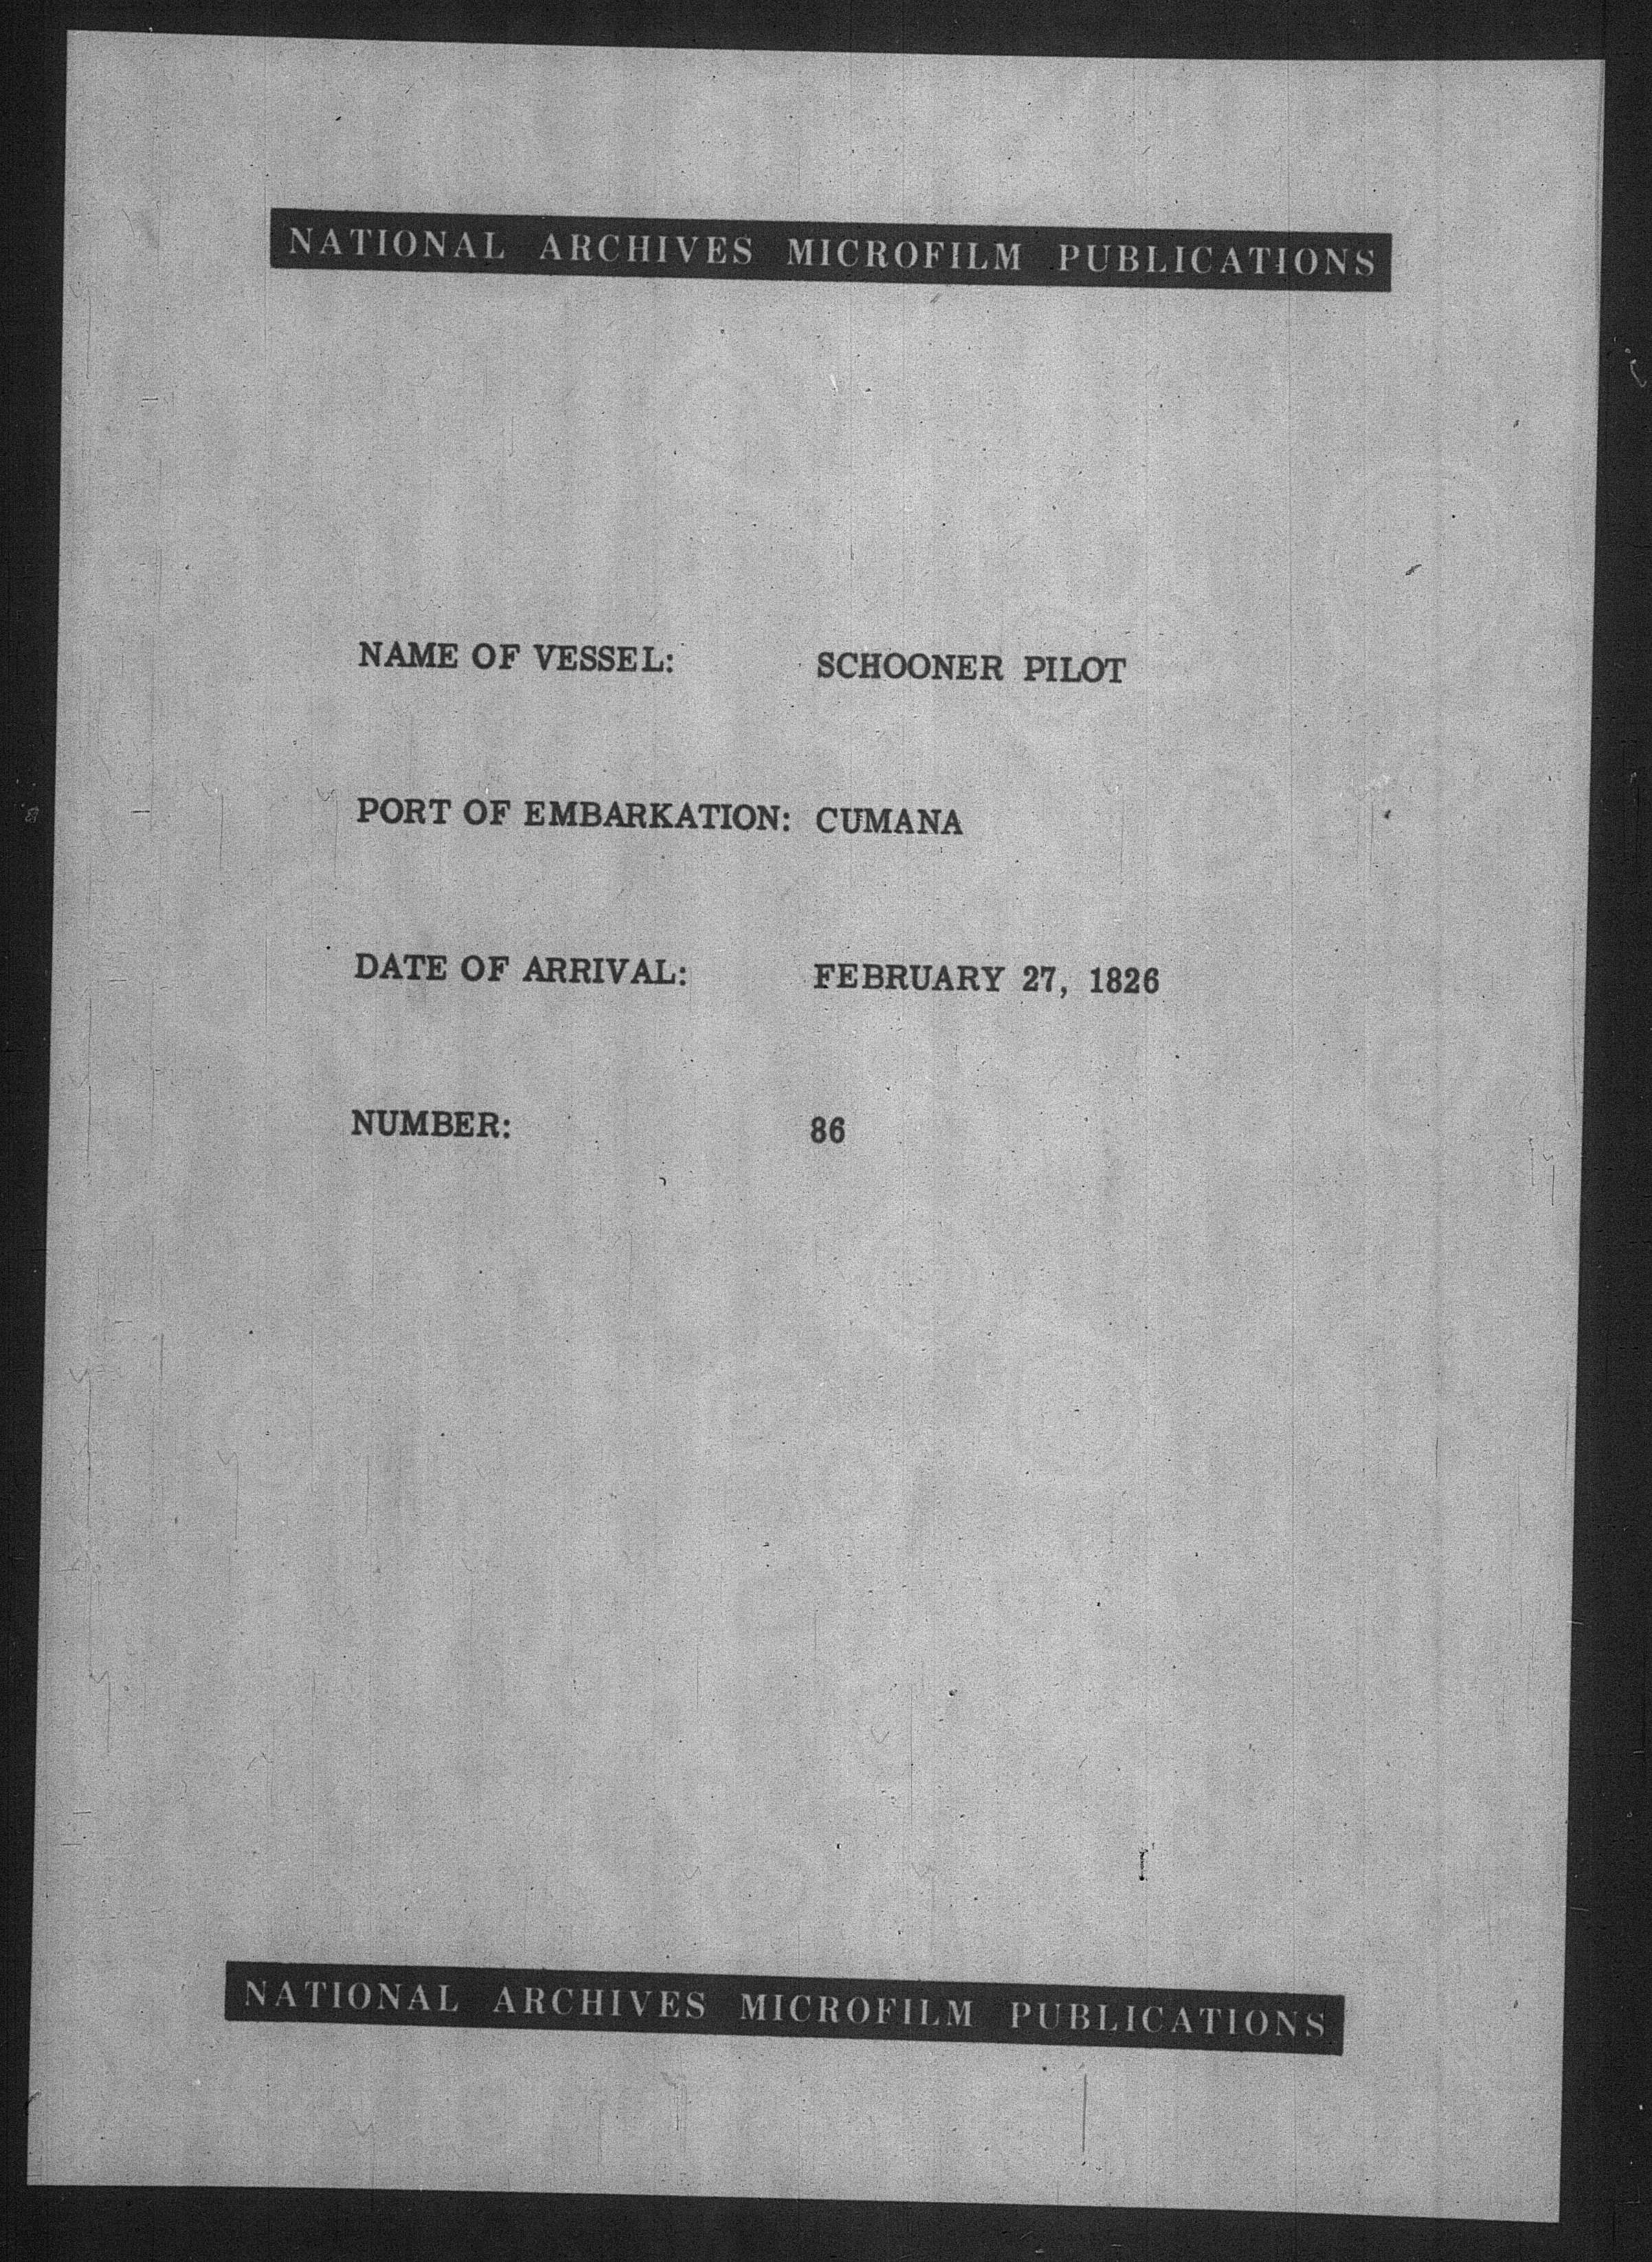 NATIONAL ARCHIVES MICROFILM PUBLICATIONS
NAME OF VESSEL: SCHOONER PILOT
PORT OF EMBARKATION: CUMANA
DATE OF ARRIVAL: FEBRUARY 27, 1826
NUMBER: 86
NATIONAL ARCHIVES MICROFILM PUBLICATIONS